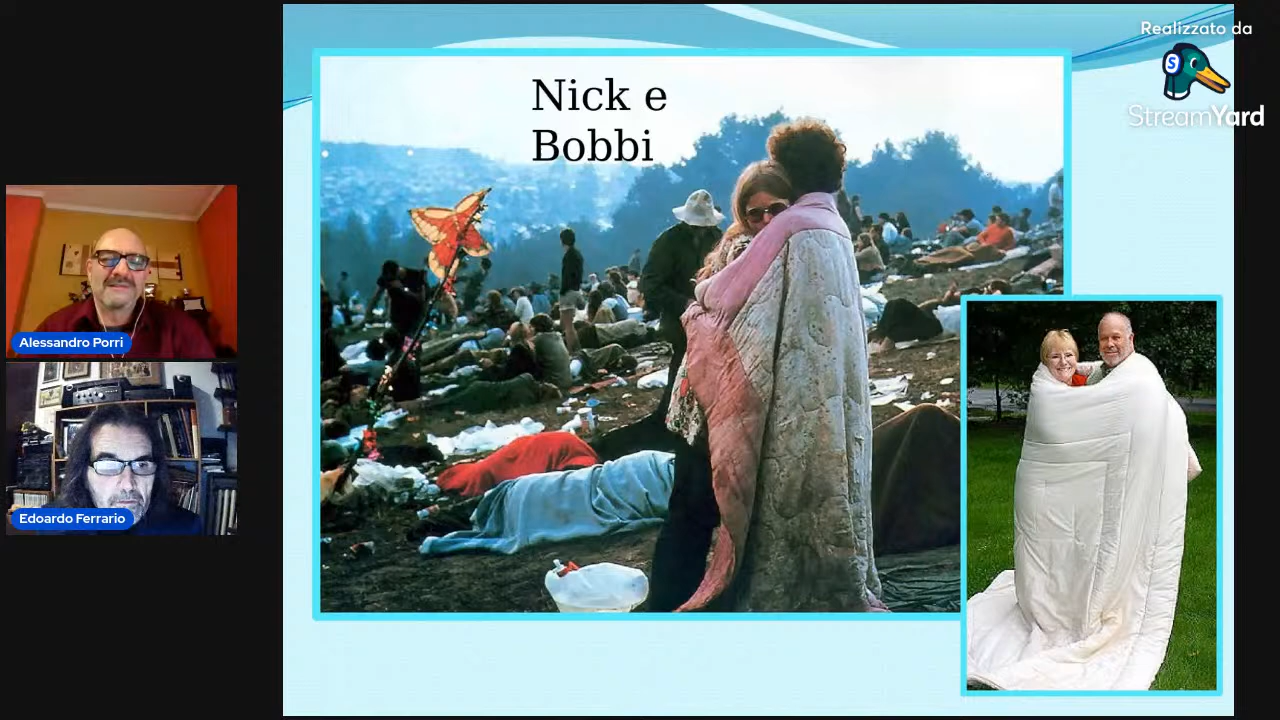 Realizzato da
StreamYard
Nick e
Bobbi
Alessandro Porri
Edoardo Ferrario